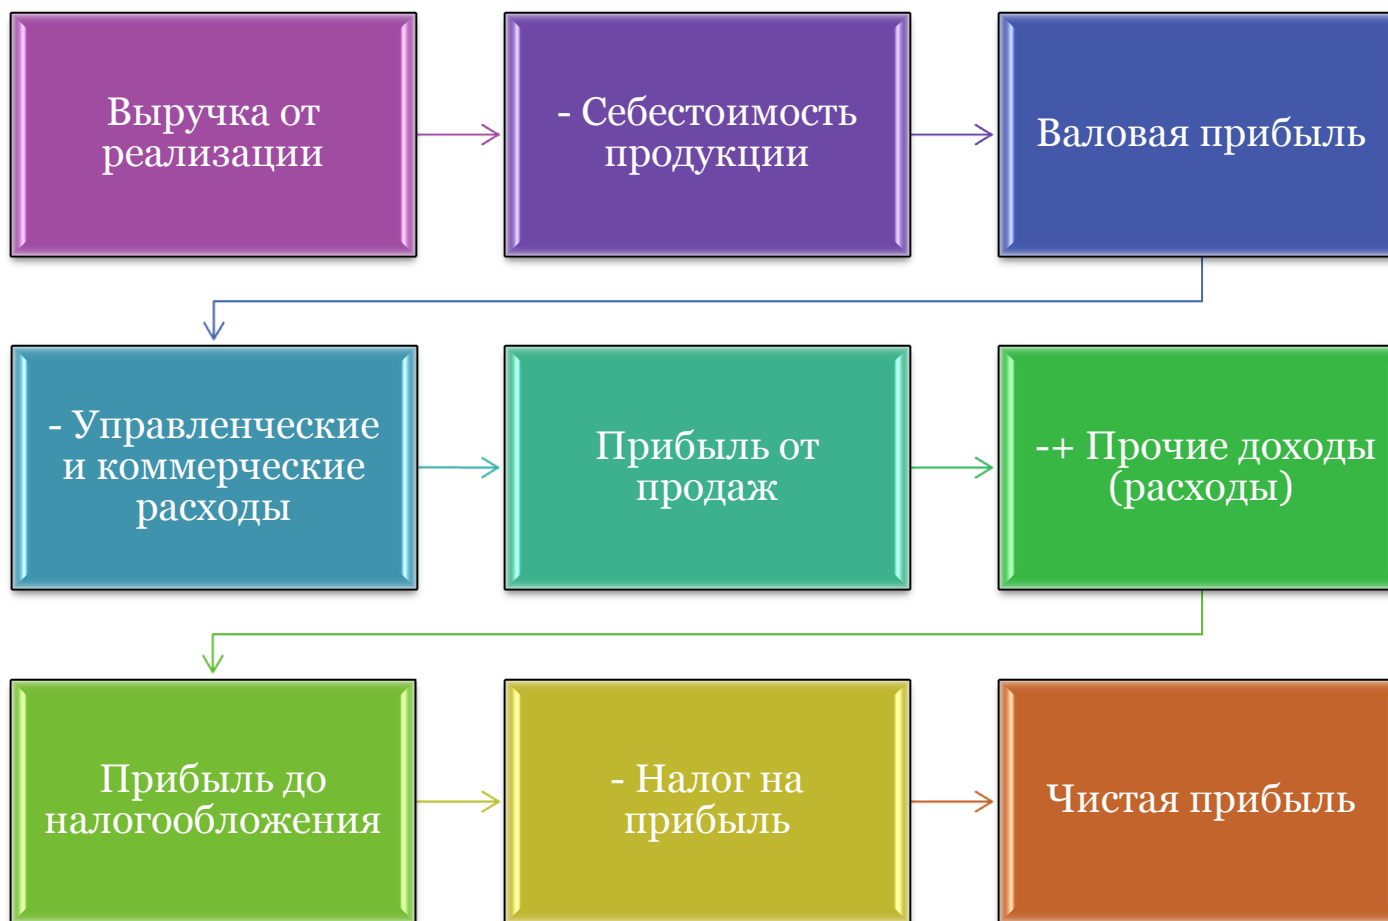 Выручка от
реализации
- Себестоимость
продукции
Валовая прибыль
- Управленческие
и коммерческие
расходы
Прибыль от
продаж
-+ Прочие доходы
(расходы)
Прибыль до
налогообложения
- Налог на
прибыль
Чистая прибыль